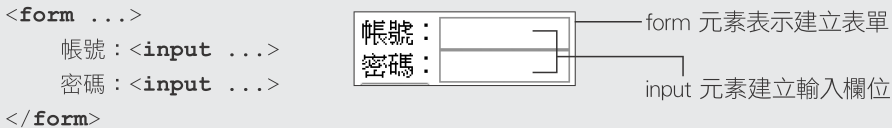 <form ...>
帳號：<input ...>
密碼：<input ...>
</form>
帳號：
密碼：
form 元素表示建立表單
input 元素建立輸入欄位